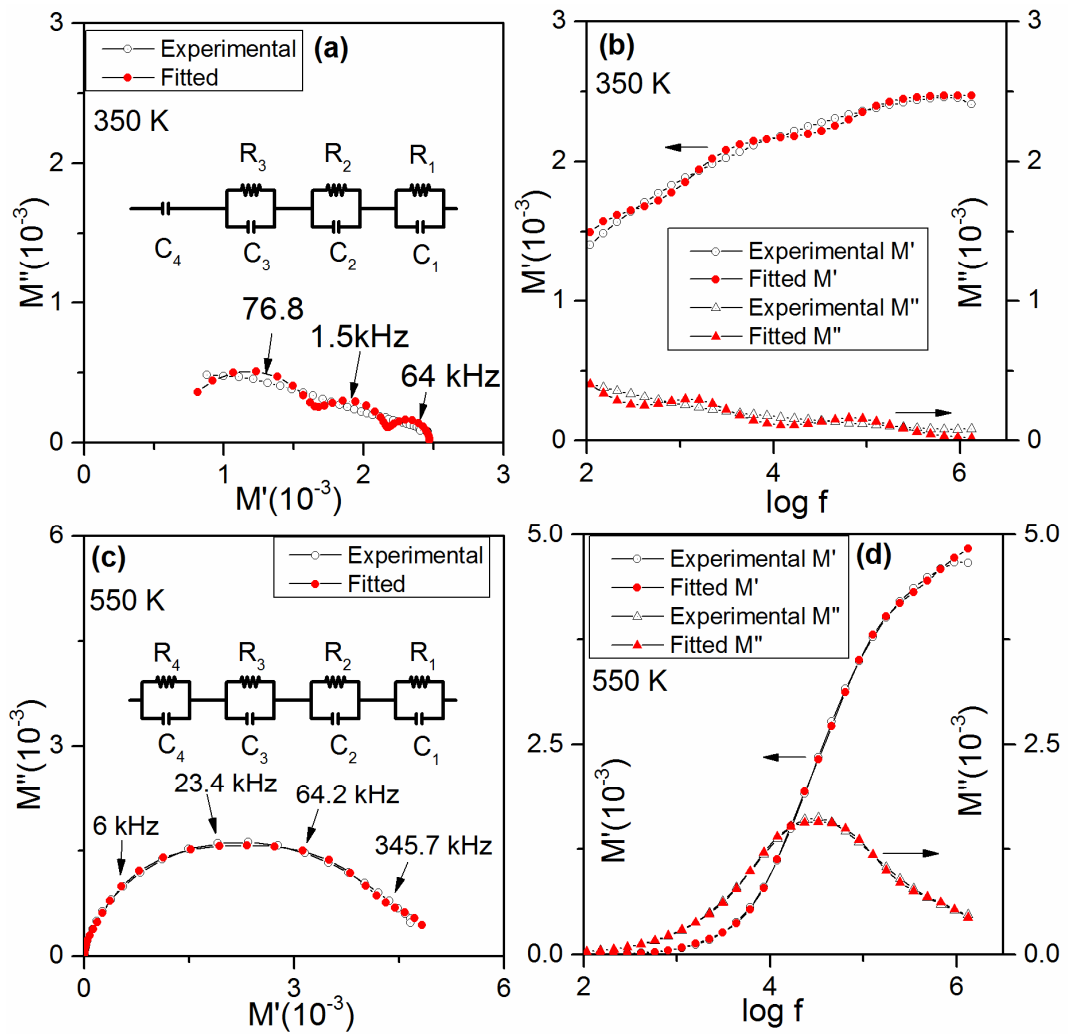 (a)
Experimental
Fitted
350 K
R3 R2 R1
C4 C3 C2 C1
76.8
1.5kHz
64 kHz
3
2
1
0
M''(10-3)
0 1 2 3
M'(10-3)
(b)
350 K
Experimental M'
Fitted M'
Experimental M''
Fitted M''
3
2
1
0
M'(10-3)
3
2
1
0
M''(10-3)
2 4 6
log f
(c)
Experimental
Fitted
550 K
R4 R3 R2 R1
C4 C3 C2 C1
6 kHz
23.4 kHz
64.2 kHz
345.7 kHz
6
3
0
M''(10-3)
0 3 6
M'(10-3)
(d)
Experimental M'
Fitted M'
Experimental M''
Fitted M''
550 K
5.0
2.5
0.0
M'(10-3)
5.0
2.5
0.0
M''(10-3)
2 4 6
log f